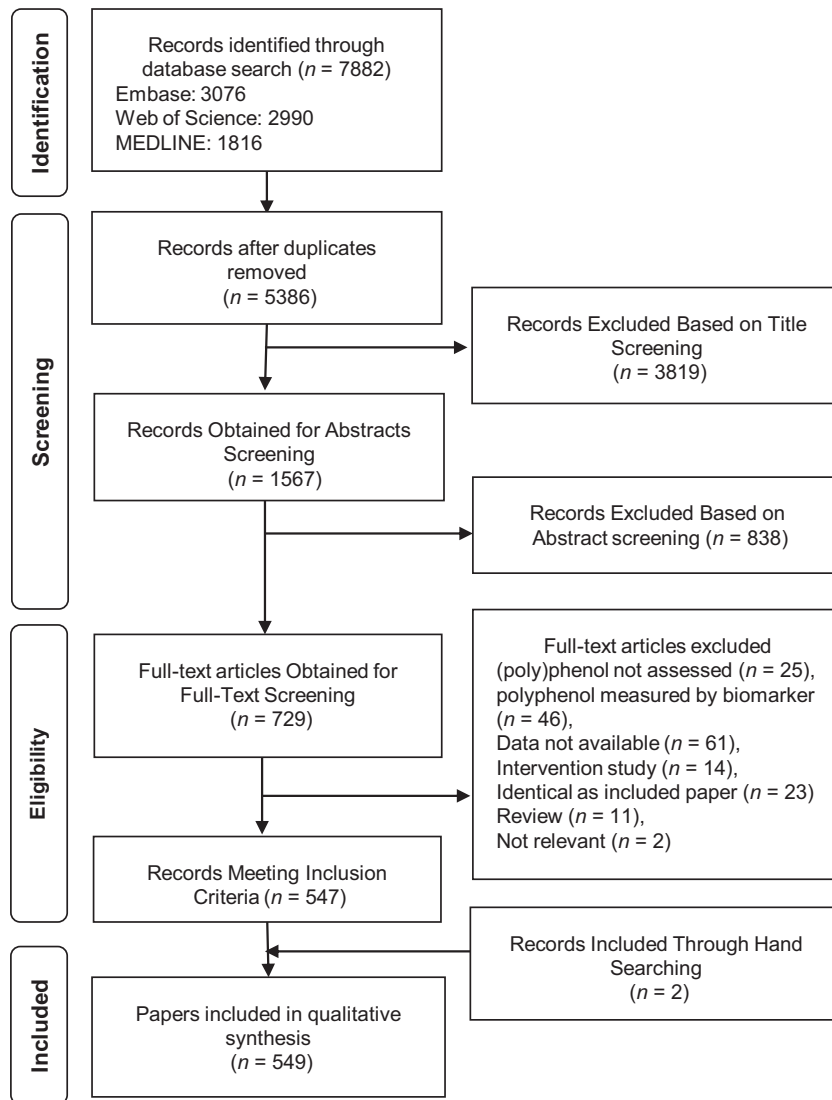 Identification
Records identified through
database search (n = 7882)
Embase: 3076
Web of Science: 2990
MEDLINE: 1816
Screening
Records after duplicates
removed
(n = 5386)
Records Excluded Based on Title
Screening
(n = 3819)
Records Obtained for Abstracts
Screening
(n = 1567)
Records Excluded Based on
Abstract screening (n = 838)
Eligibility
Full-text articles Obtained for
Full-Text Screening
(n = 729)
Full-text articles excluded
(poly)phenol not assessed (n = 25),
polyphenol measured by biomarker
(n = 46),
Data not available (n = 61),
Intervention study (n = 14),
Identical as included paper (n = 23)
Review (n = 11),
Not relevant (n = 2)
Records Meeting Inclusion
Criteria (n = 547)
Included
Records Included Through Hand
Searching
(n = 2)
Papers included in qualitative
synthesis
(n = 549)